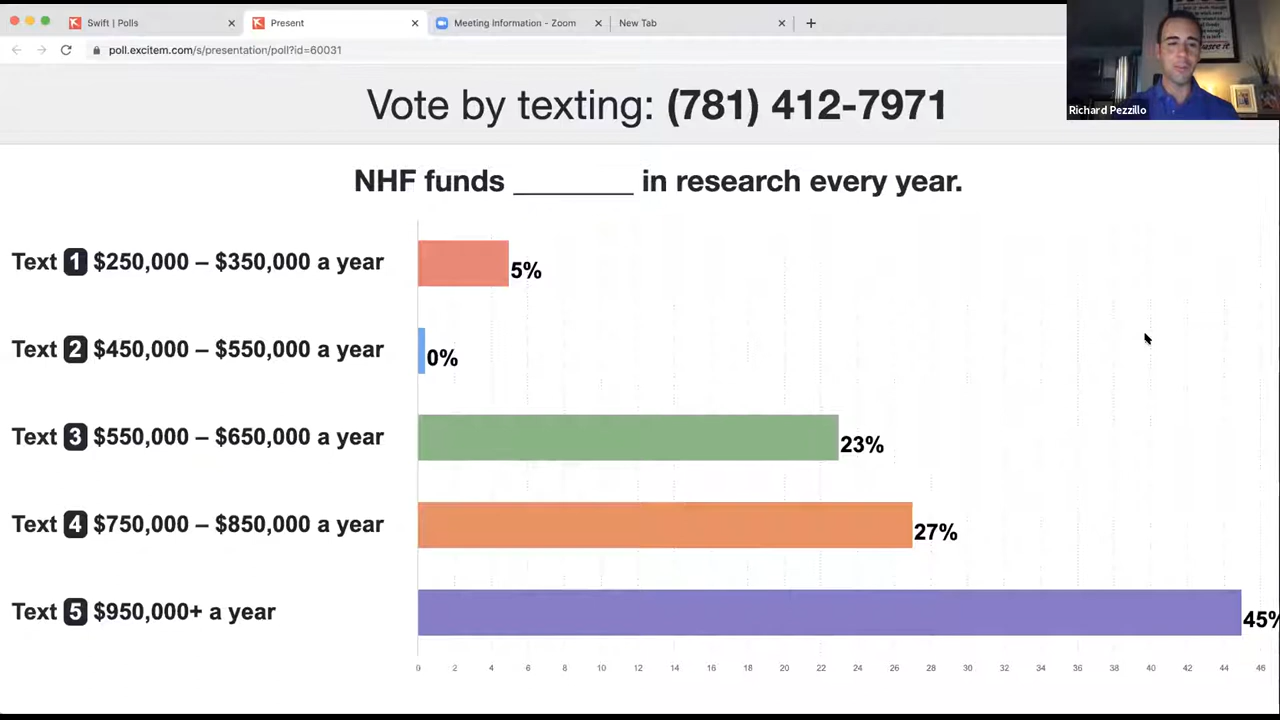 Swift | Polls
Present
Meeting Information - Zoom
New Tab
poll.excitem.com/s/presentation/poll?id=60031
Richard Pezzillo
Vote by texting: (781) 412-7971
NHF funds ________ in research every year.
Text 1 $250,000 – $350,000 a year
5%
Text 2 $450,000 – $550,000 a year
0%
Text 3 $550,000 – $650,000 a year
23%
Text 4 $750,000 – $850,000 a year
27%
Text 5 $950,000+ a year
45%
0 2 4 6 8 10 12 14 16 18 20 22 23 26 28 30 32 34 36 38 40 42 44 46